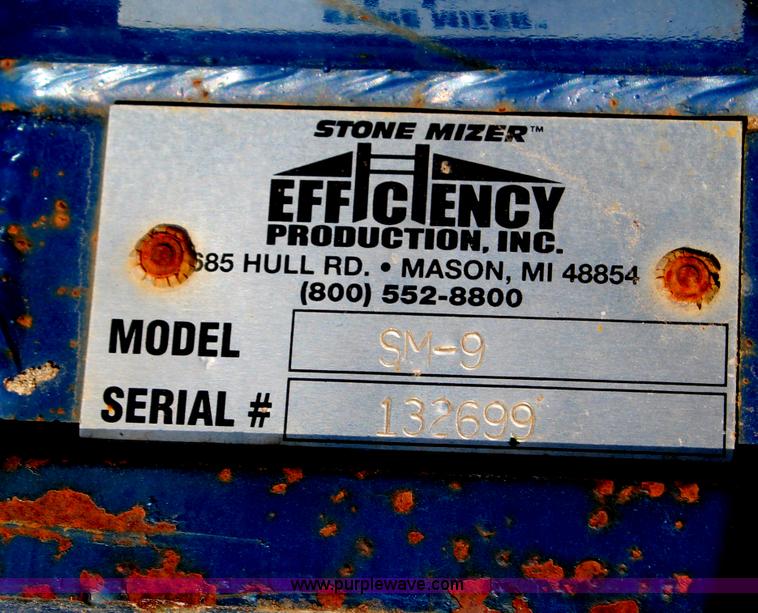 STONE MIZER™
EFFICIENCY
PRODUCTION, INC.
685 HULL RD. • MASON, MI 48854
(800) 552-8800
MODEL SM-9
SERIAL # 132699
www.purplewave.com